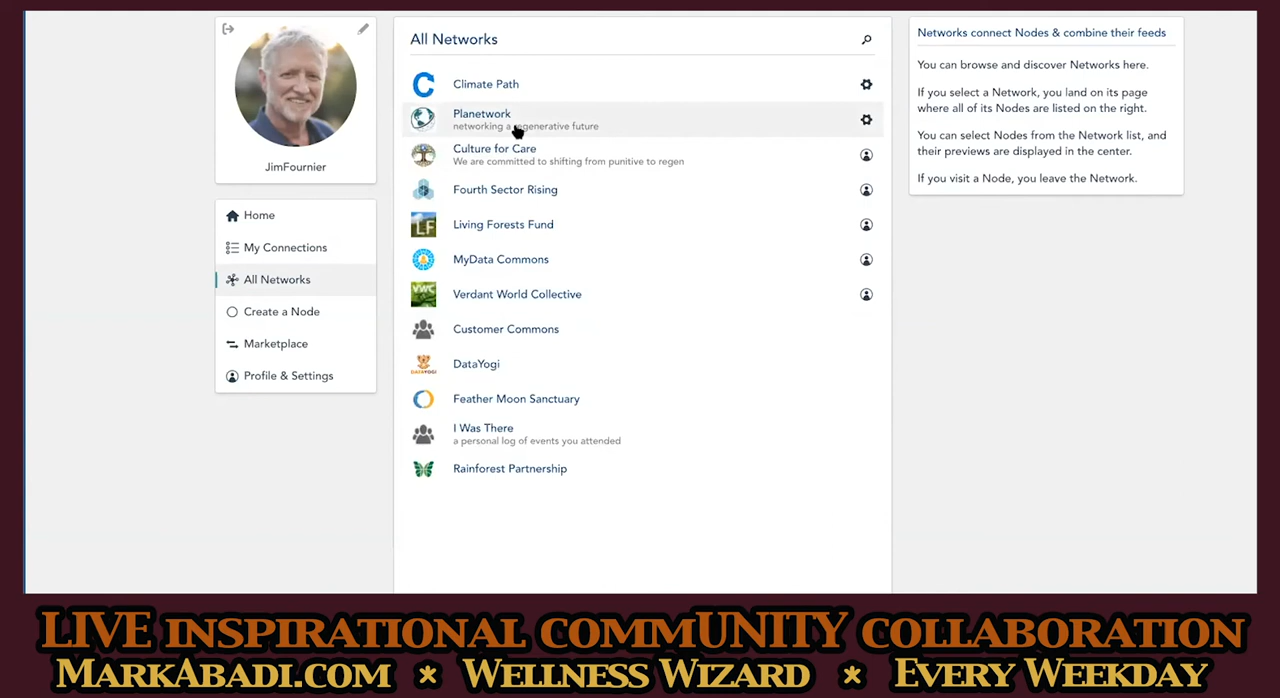 JimFournier
Home
My Connections
All Networks
Create a Node
Marketplace
Profile & Settings
All Networks
Climate Path
Planetwork
networking a regenerative future
Culture for Care
We are committed to shifting from punitive to regen
Fourth Sector Rising
LF
Living Forests Fund
MyData Commons
VWC
Verdant World Collective
Customer Commons
DATAYOGI
DataYogi
Feather Moon Sanctuary
I Was There
a personal log of events you attended
Rainforest Partnership
Networks connect Nodes & combine their feeds
You can browse and discover Networks here.
If you select a Network, you land on its page
where all of its Nodes are listed on the right.
You can select Nodes from the Network list, and
their previews are displayed in the center.
If you visit a Node, you leave the Network.
LIVE INSPIRATIONAL COMMUNITY COLLABORATION
MARKABADI.COM * WELLNESS WIZARD * EVERY WEEKDAY